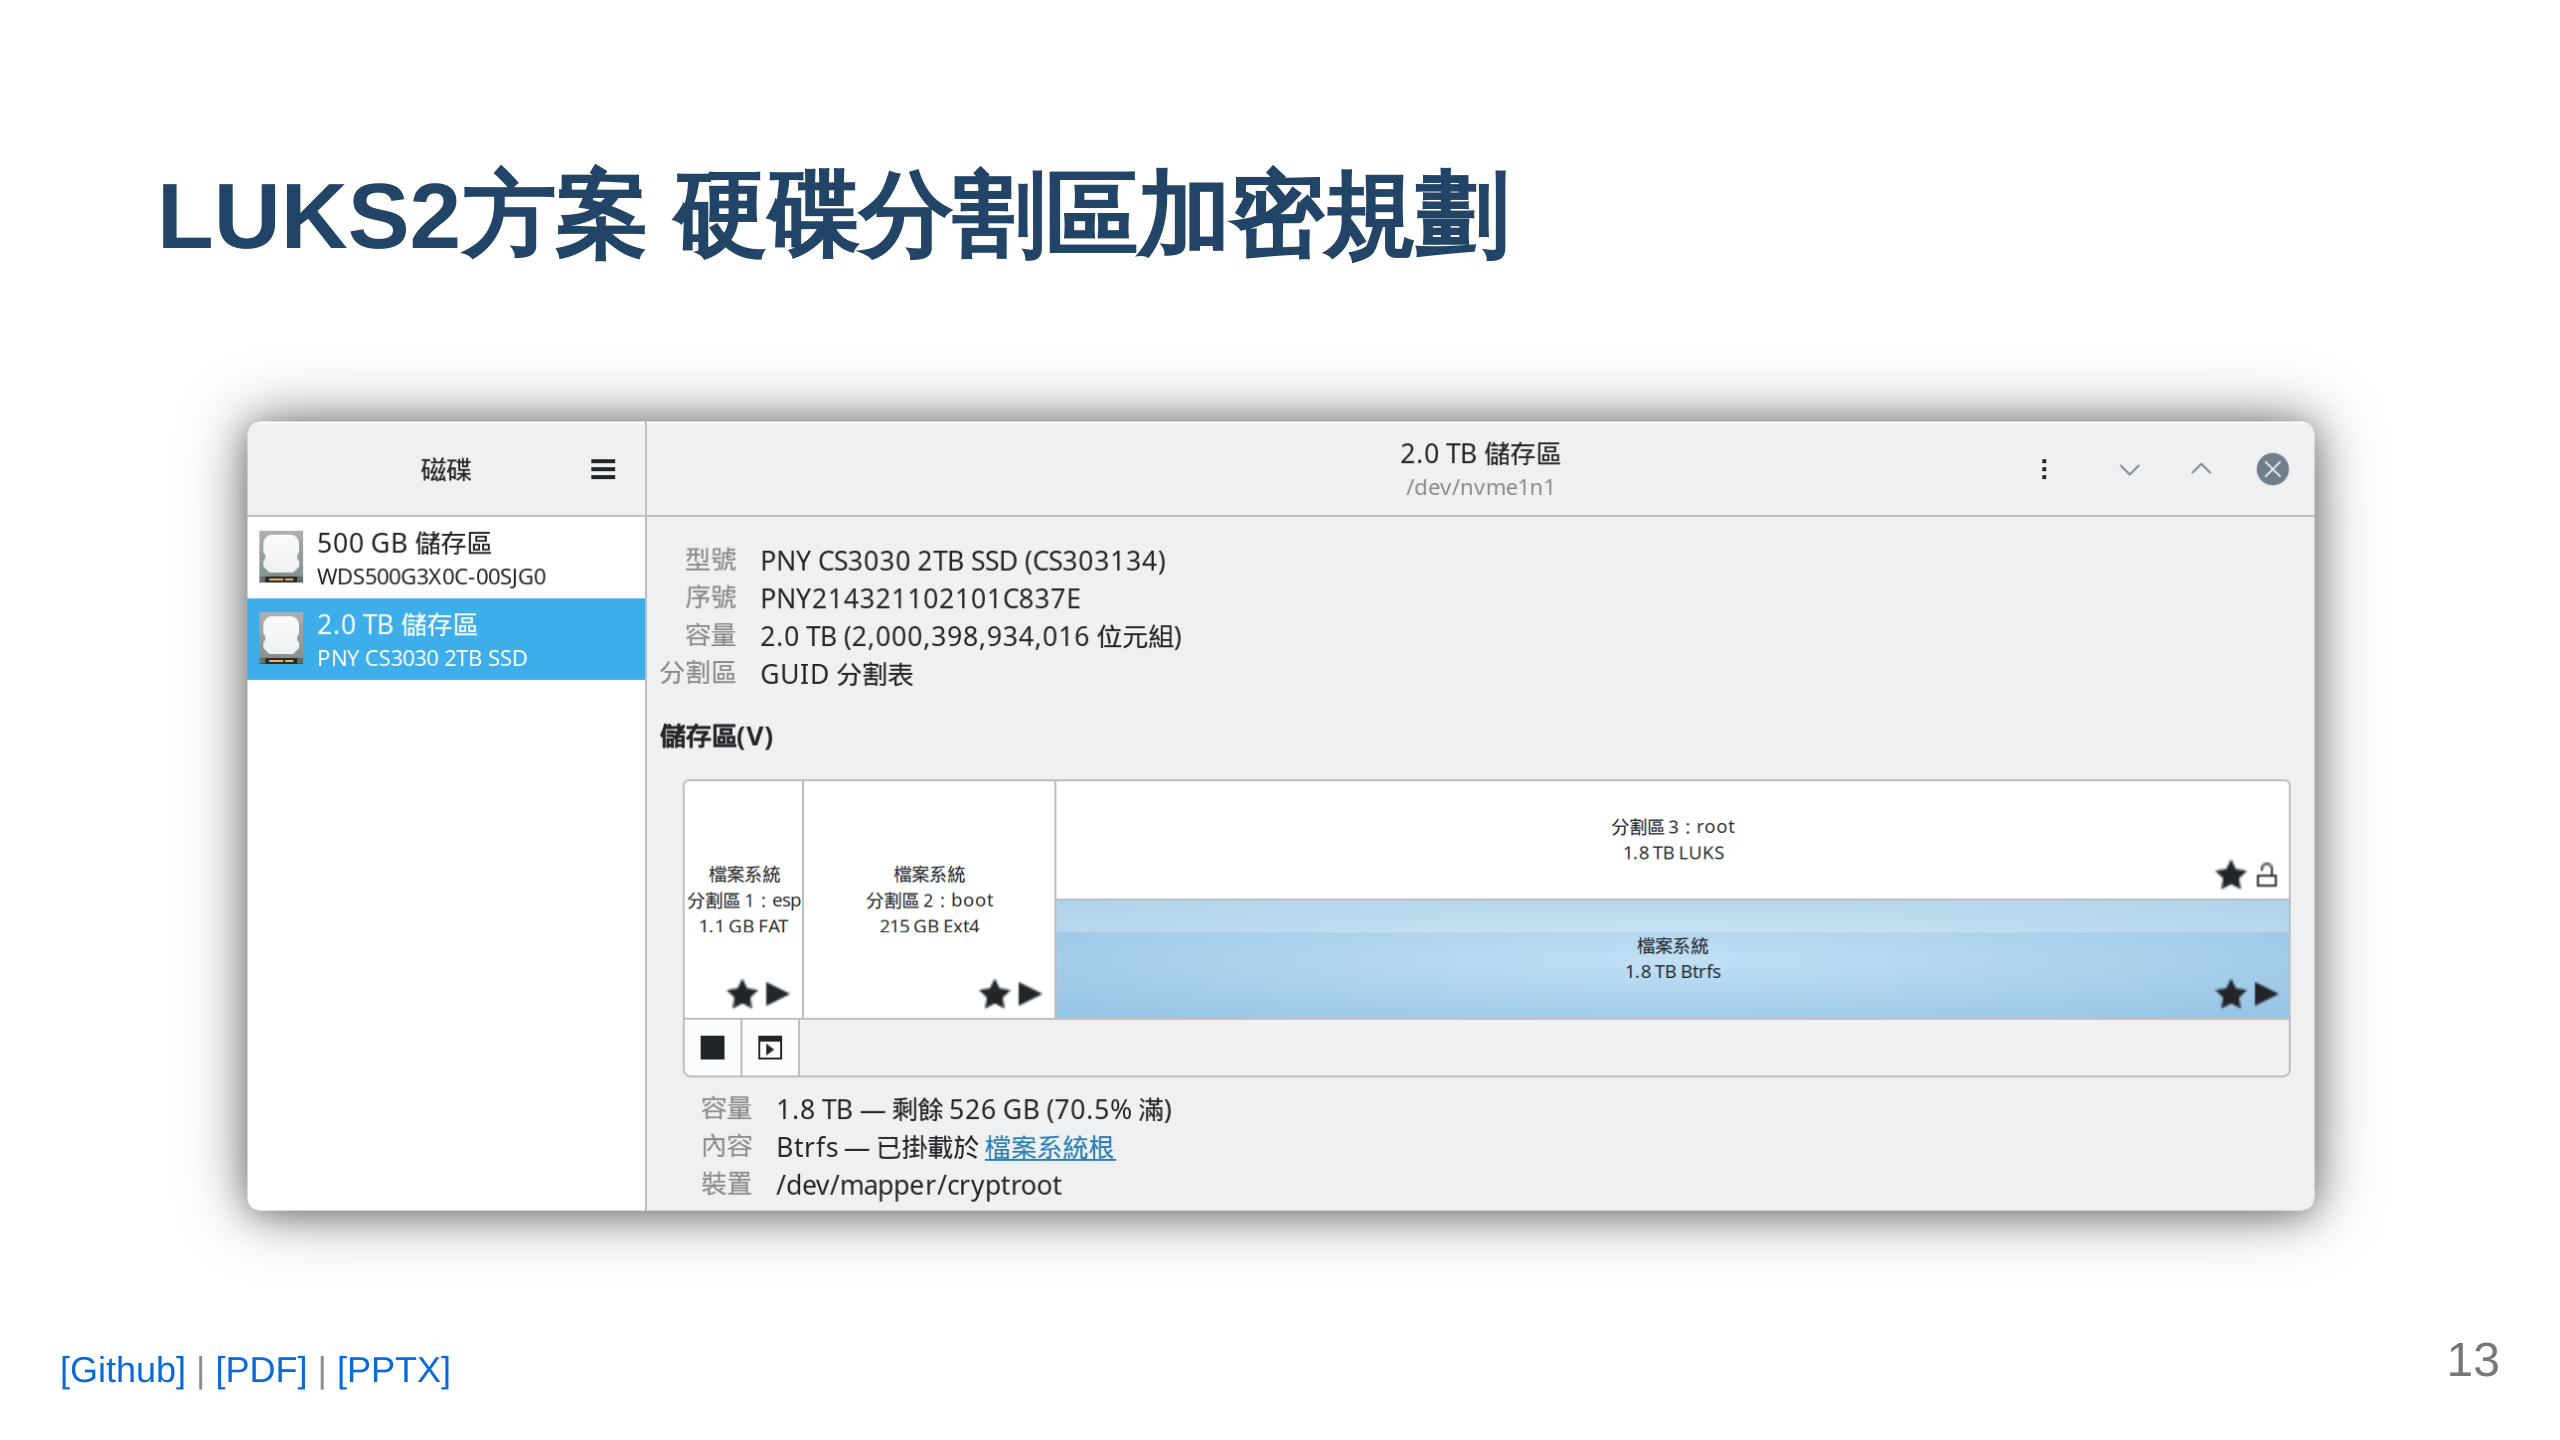 LUKS2方案 硬碟分割區加密規劃
磁碟
2.0 TB 儲存區
/dev/nvme1n1
500 GB 儲存區
WDS500G3X0C-00SJG0
2.0 TB 儲存區
PNY CS3030 2TB SSD
型號 PNY CS3030 2TB SSD (CS303134)
序號 PNY214321102101C837E
容量 2.0 TB (2,000,398,934,016 位元組)
分割區 GUID 分割表
儲存區(V)
檔案系統
分割區 1：esp
1.1 GB FAT
檔案系統
分割區 2：boot
215 GB Ext4
分割區 3：root
1.8 TB LUKS
檔案系統
1.8 TB Btrfs
容量 1.8 TB — 剩餘 526 GB (70.5% 滿)
內容 Btrfs — 已掛載於 檔案系統根
裝置 /dev/mapper/cryptroot
[Github] | [PDF] | [PPTX]
13